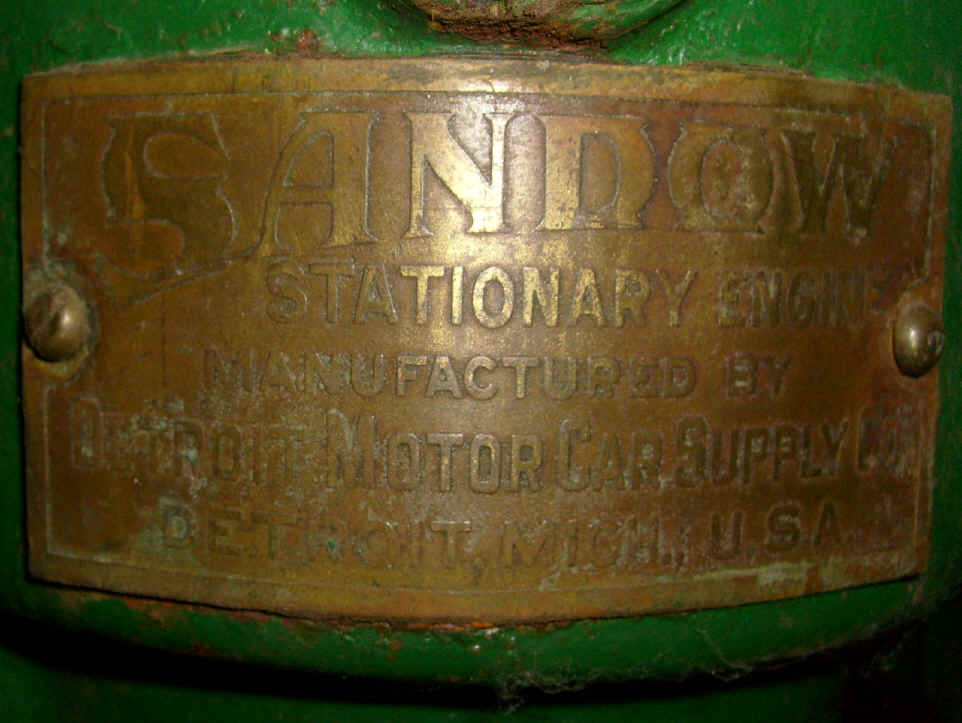 SANDOW
STATIONARY ENGINE
MANUFACTURED BY
DETROIT MOTOR CAR SUPPLY CO.
DETROIT, MICH., U.S.A.